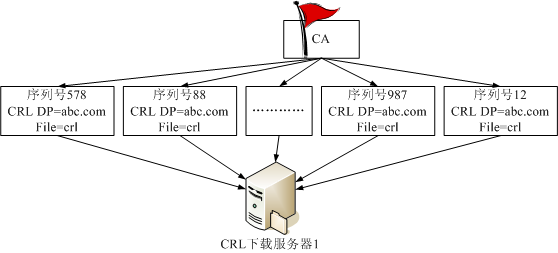 CA
序列号578
CRL DP=abc.com
File=crl
序列号88
CRL DP=abc.com
File=crl
…………
序列号987
CRL DP=abc.com
File=crl
序列号12
CRL DP=abc.com
File=crl
CRL下载服务器1